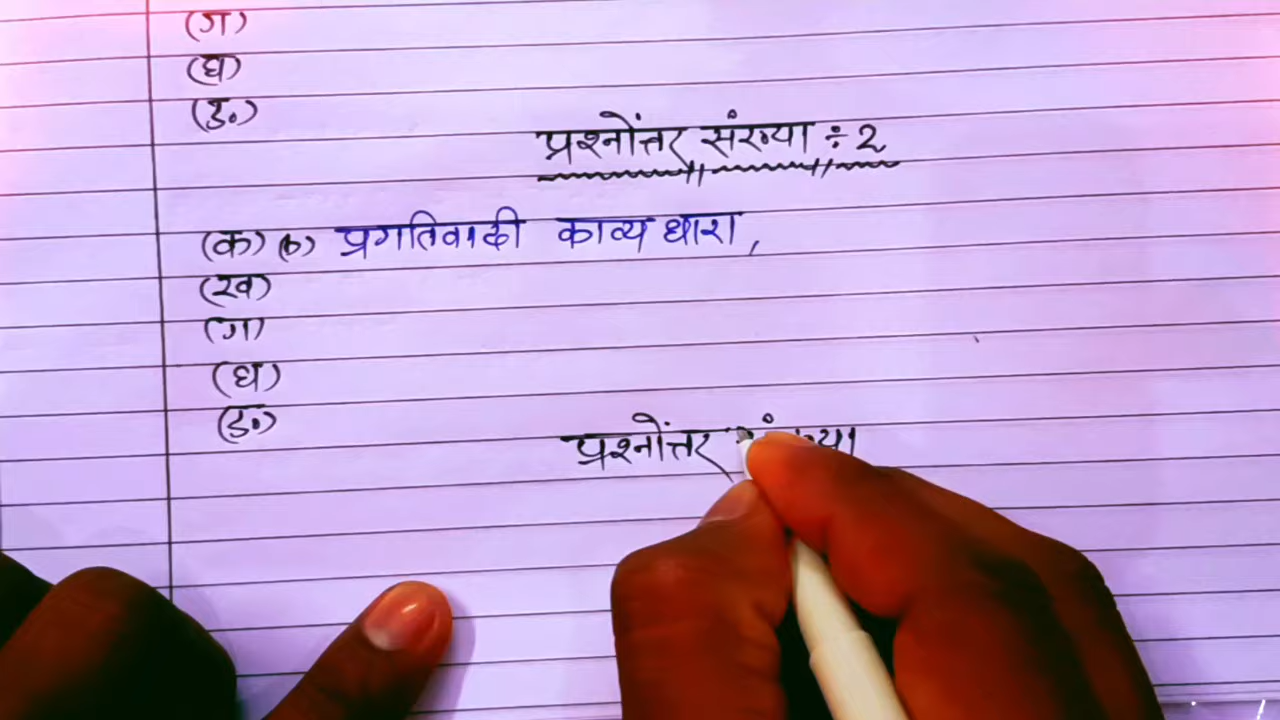 (ग)
(घ)
(ङ)
प्रश्नोंत्तर संख्या ÷ 2
(क) (b) प्रगतिवादी काव्य धारा,
(ख)
(ग)
(घ)
(ङ)
प्रश्नोंत्तर संख्या